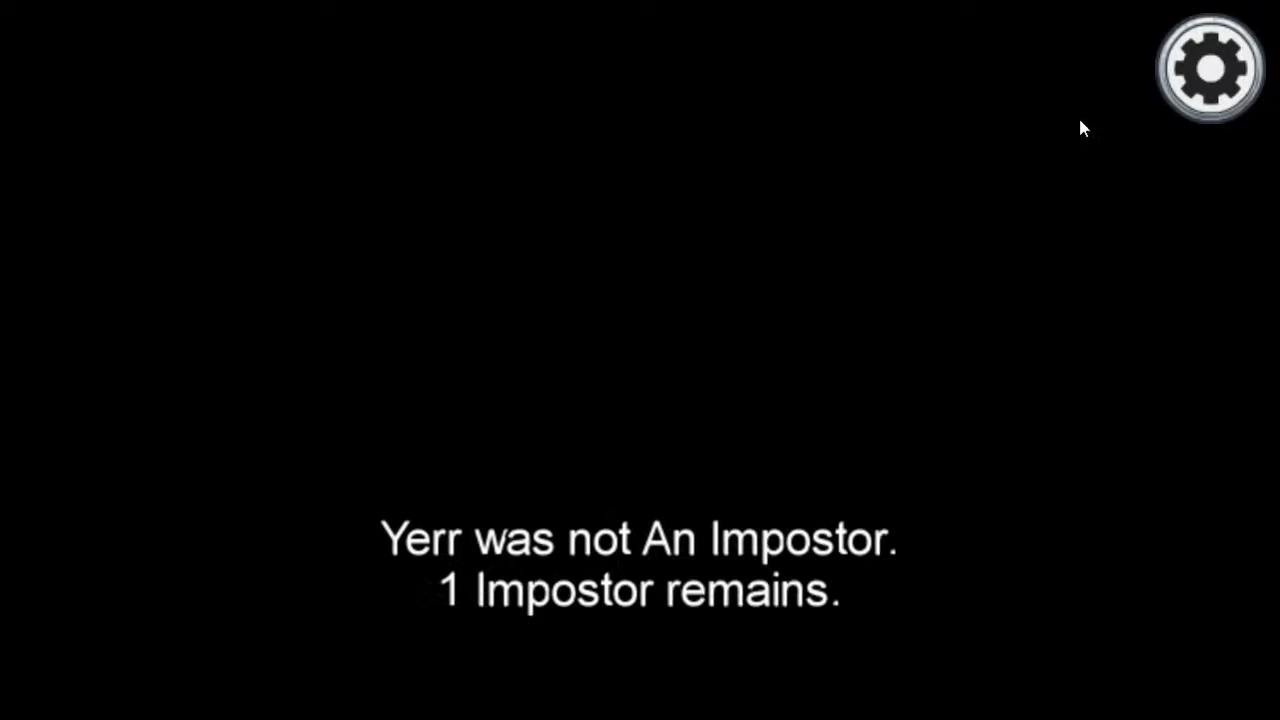 Yerr was not An Impostor.
1 Impostor remains.